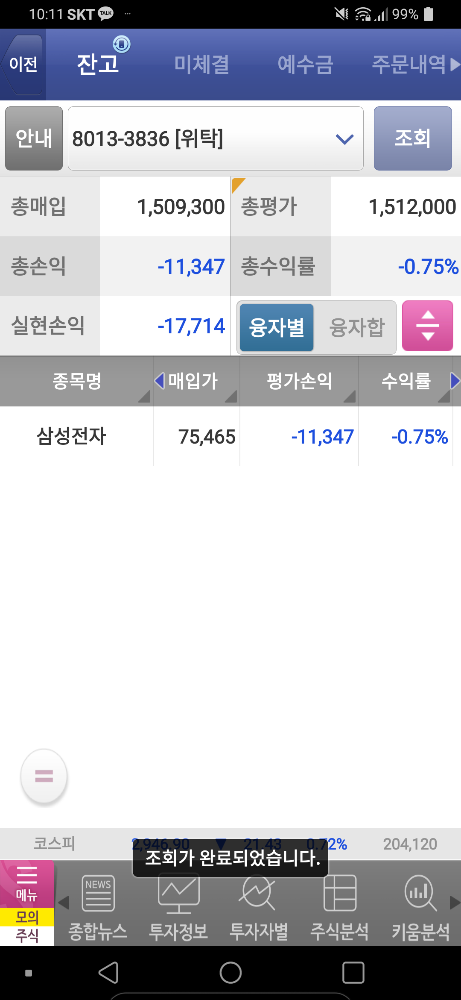 10:11 SKT TALK ... 99%
이전 잔고 미체결 예수금 주문내역
안내 8013-3836 [위탁] 조회
총매입 1,509,300 총평가 1,512,000
총손익 -11,347 총수익률 -0.75%
실현손익 -17,714 융자별 융자합
종목명 매입가 평가손익 수익률
삼성전자 75,465 -11,347 -0.75%
코스피 2,946.90 ▼ 21.43 0.72% 204,120
조회가 완료되었습니다.
메뉴 NEWS
모의
주식 종합뉴스 투자정보 투자자별 주식분석 키움분석